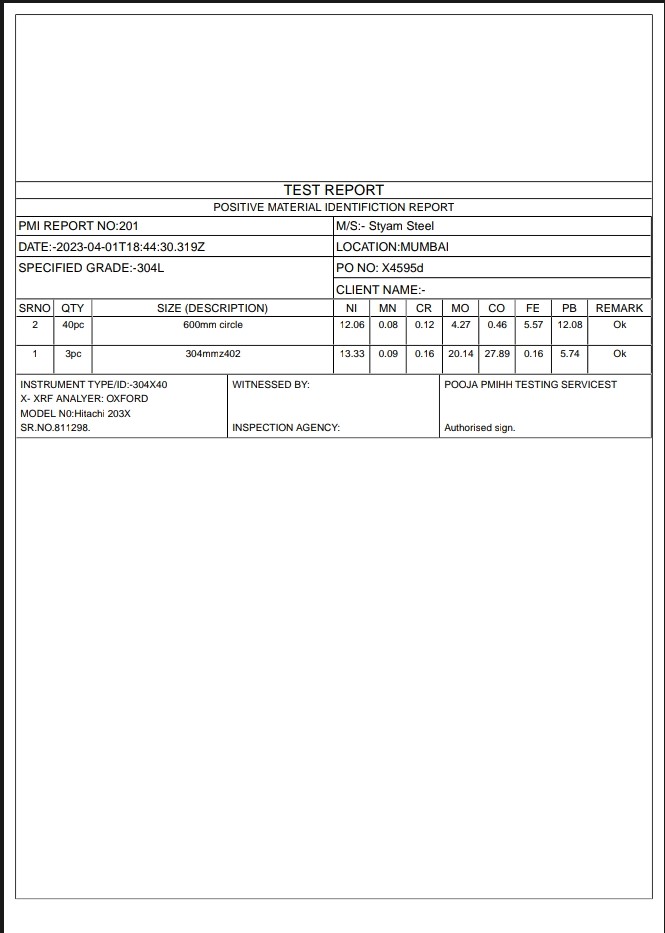 TEST REPORT
POSITIVE MATERIAL IDENTIFICTION REPORT
PMI REPORT NO:201 M/S:- Styam Steel
DATE:-2023-04-01T18:44:30.319Z LOCATION:MUMBAI
SPECIFIED GRADE:-304L PO NO: X4595d
CLIENT NAME:-
SRNO QTY SIZE (DESCRIPTION) NI MN CR MO CO FE PB REMARK
2 40pc 600mm circle 12.06 0.08 0.12 4.27 0.46 5.57 12.08 Ok
1 3pc 304mmz402 13.33 0.09 0.16 20.14 27.89 0.16 5.74 Ok
INSTRUMENT TYPE/ID:-304X40 WITNESSED BY: POOJA PMIHH TESTING SERVICEST
X- XRF ANALYER: OXFORD
MODEL N0:Hitachi 203X
SR.NO.811298. INSPECTION AGENCY: Authorised sign.